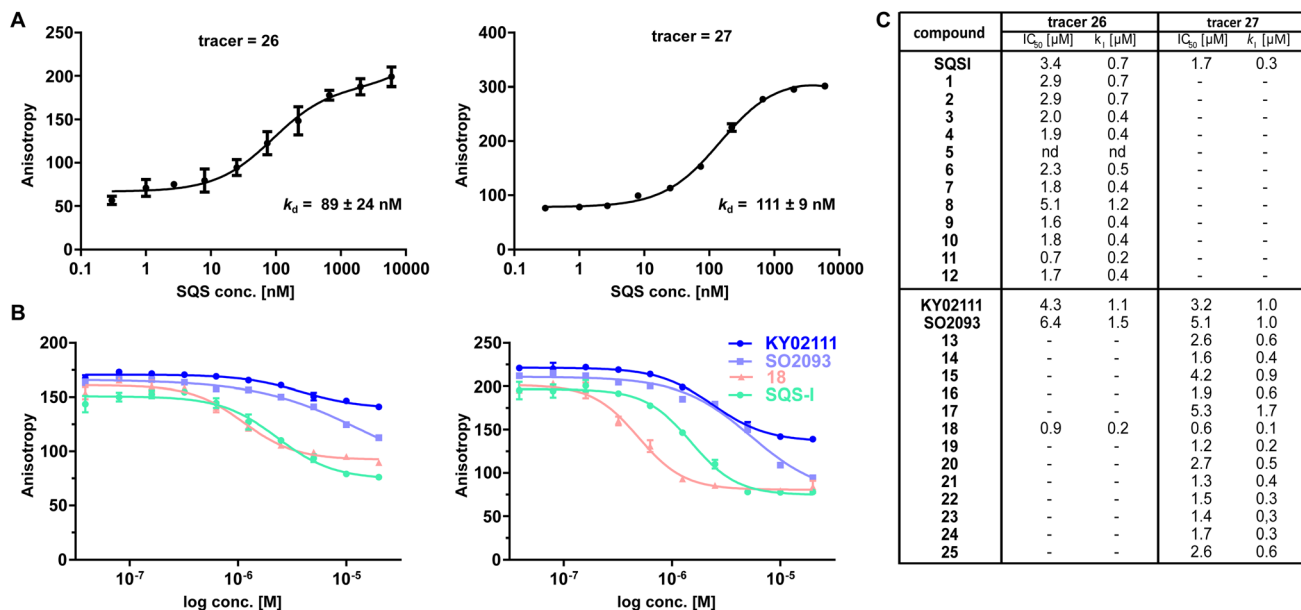 A
tracer = 26
Anisotropy
250
200
150
100
50
0
k_d = 89 ± 24 nM
0.1 1 10 100 1000 10000
SQS conc. [nM]
tracer = 27
Anisotropy
400
300
200
100
0
k_d = 111 ± 9 nM
0.1 1 10 100 1000 10000
SQS conc. [nM]
B
Anisotropy
200
150
100
50
0
10⁻⁷ 10⁻⁶ 10⁻⁵
log conc. [M]
Anisotropy
250
200
150
100
50
0
KY02111
SO2093
18
SQS-I
10⁻⁷ 10⁻⁶ 10⁻⁵
log conc. [M]
C
compound tracer 26 tracer 27
IC₅₀ [µM] k_I [µM] IC₅₀ [µM] k_I [µM]
SQSI 3.4 0.7 1.7 0.3
1 2.9 0.7 - -
2 2.9 0.7 - -
3 2.0 0.4 - -
4 1.9 0.4 - -
5 nd nd - -
6 2.3 0.5 - -
7 1.8 0.4 - -
8 5.1 1.2 - -
9 1.6 0.4 - -
10 1.8 0.4 - -
11 0.7 0.2 - -
12 1.7 0.4 - -
KY02111 4.3 1.1 3.2 1.0
SO2093 6.4 1.5 5.1 1.0
13 - - 2.6 0.6
14 - - 1.6 0.4
15 - - 4.2 0.9
16 - - 1.9 0.6
17 - - 5.3 1.7
18 0.9 0.2 0.6 0.1
19 - - 1.2 0.2
20 - - 2.7 0.5
21 - - 1.3 0.4
22 - - 1.5 0.3
23 - - 1.4 0,3
24 - - 1.7 0.3
25 - - 2.6 0.6